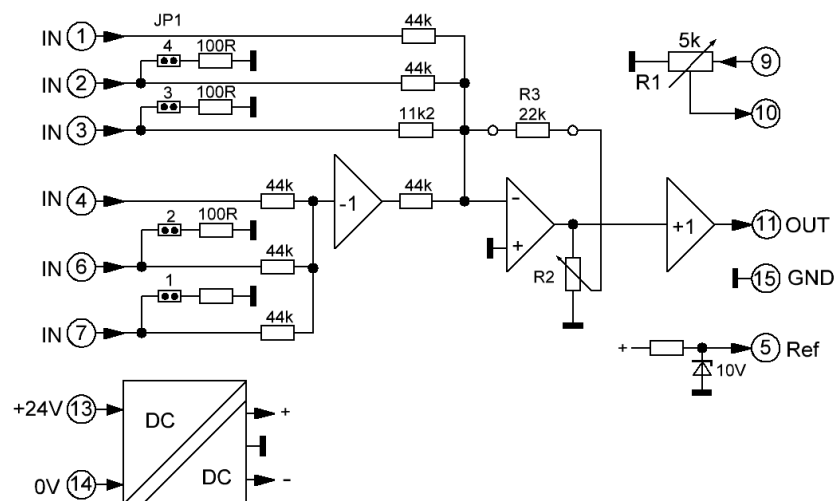 JP1
IN 1
44k
4
100R
IN 2
44k
3
100R
IN 3
11k2
R3
22k
5k
R1
9
10
IN 4
44k
-1
44k
2
100R
IN 6
44k
1
IN 7
44k
-
+
R2
+1
11 OUT
15 GND
+
5 Ref
10V
+24V 13
DC
+
0V 14
DC
-